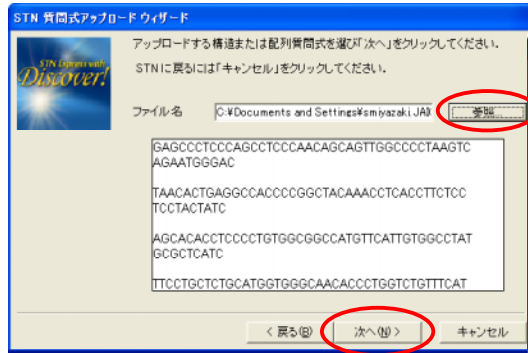 STN 質問式アップロード ウィザード
アップロードする構造または配列質問式を選び「次へ」をクリックしてください．
STNに戻るには「キャンセル」をクリックしてください．
STN Express with
Discover!
ファイル名 C:¥Documents and Settings¥smiyazaki.JAI 参照...
GAGCCCTCCCAGCCTCCCAACAGCAGTTGGCCCCTAAGTC
AGAATGGGAC
TAACACTGAGGCCACCCCGGCTACAAACCTCACCTTCTCC
TCCTACTATC
AGCACACCTCCCCTGTGGCGGCCATGTTCATTGTGGCCTAT
GCGCTCATC
TTCCTGCTCTGCATGGTGGGCAACACCCTGGTCTGTTTCAT
< 戻る(B) 次へ(N) > キャンセル